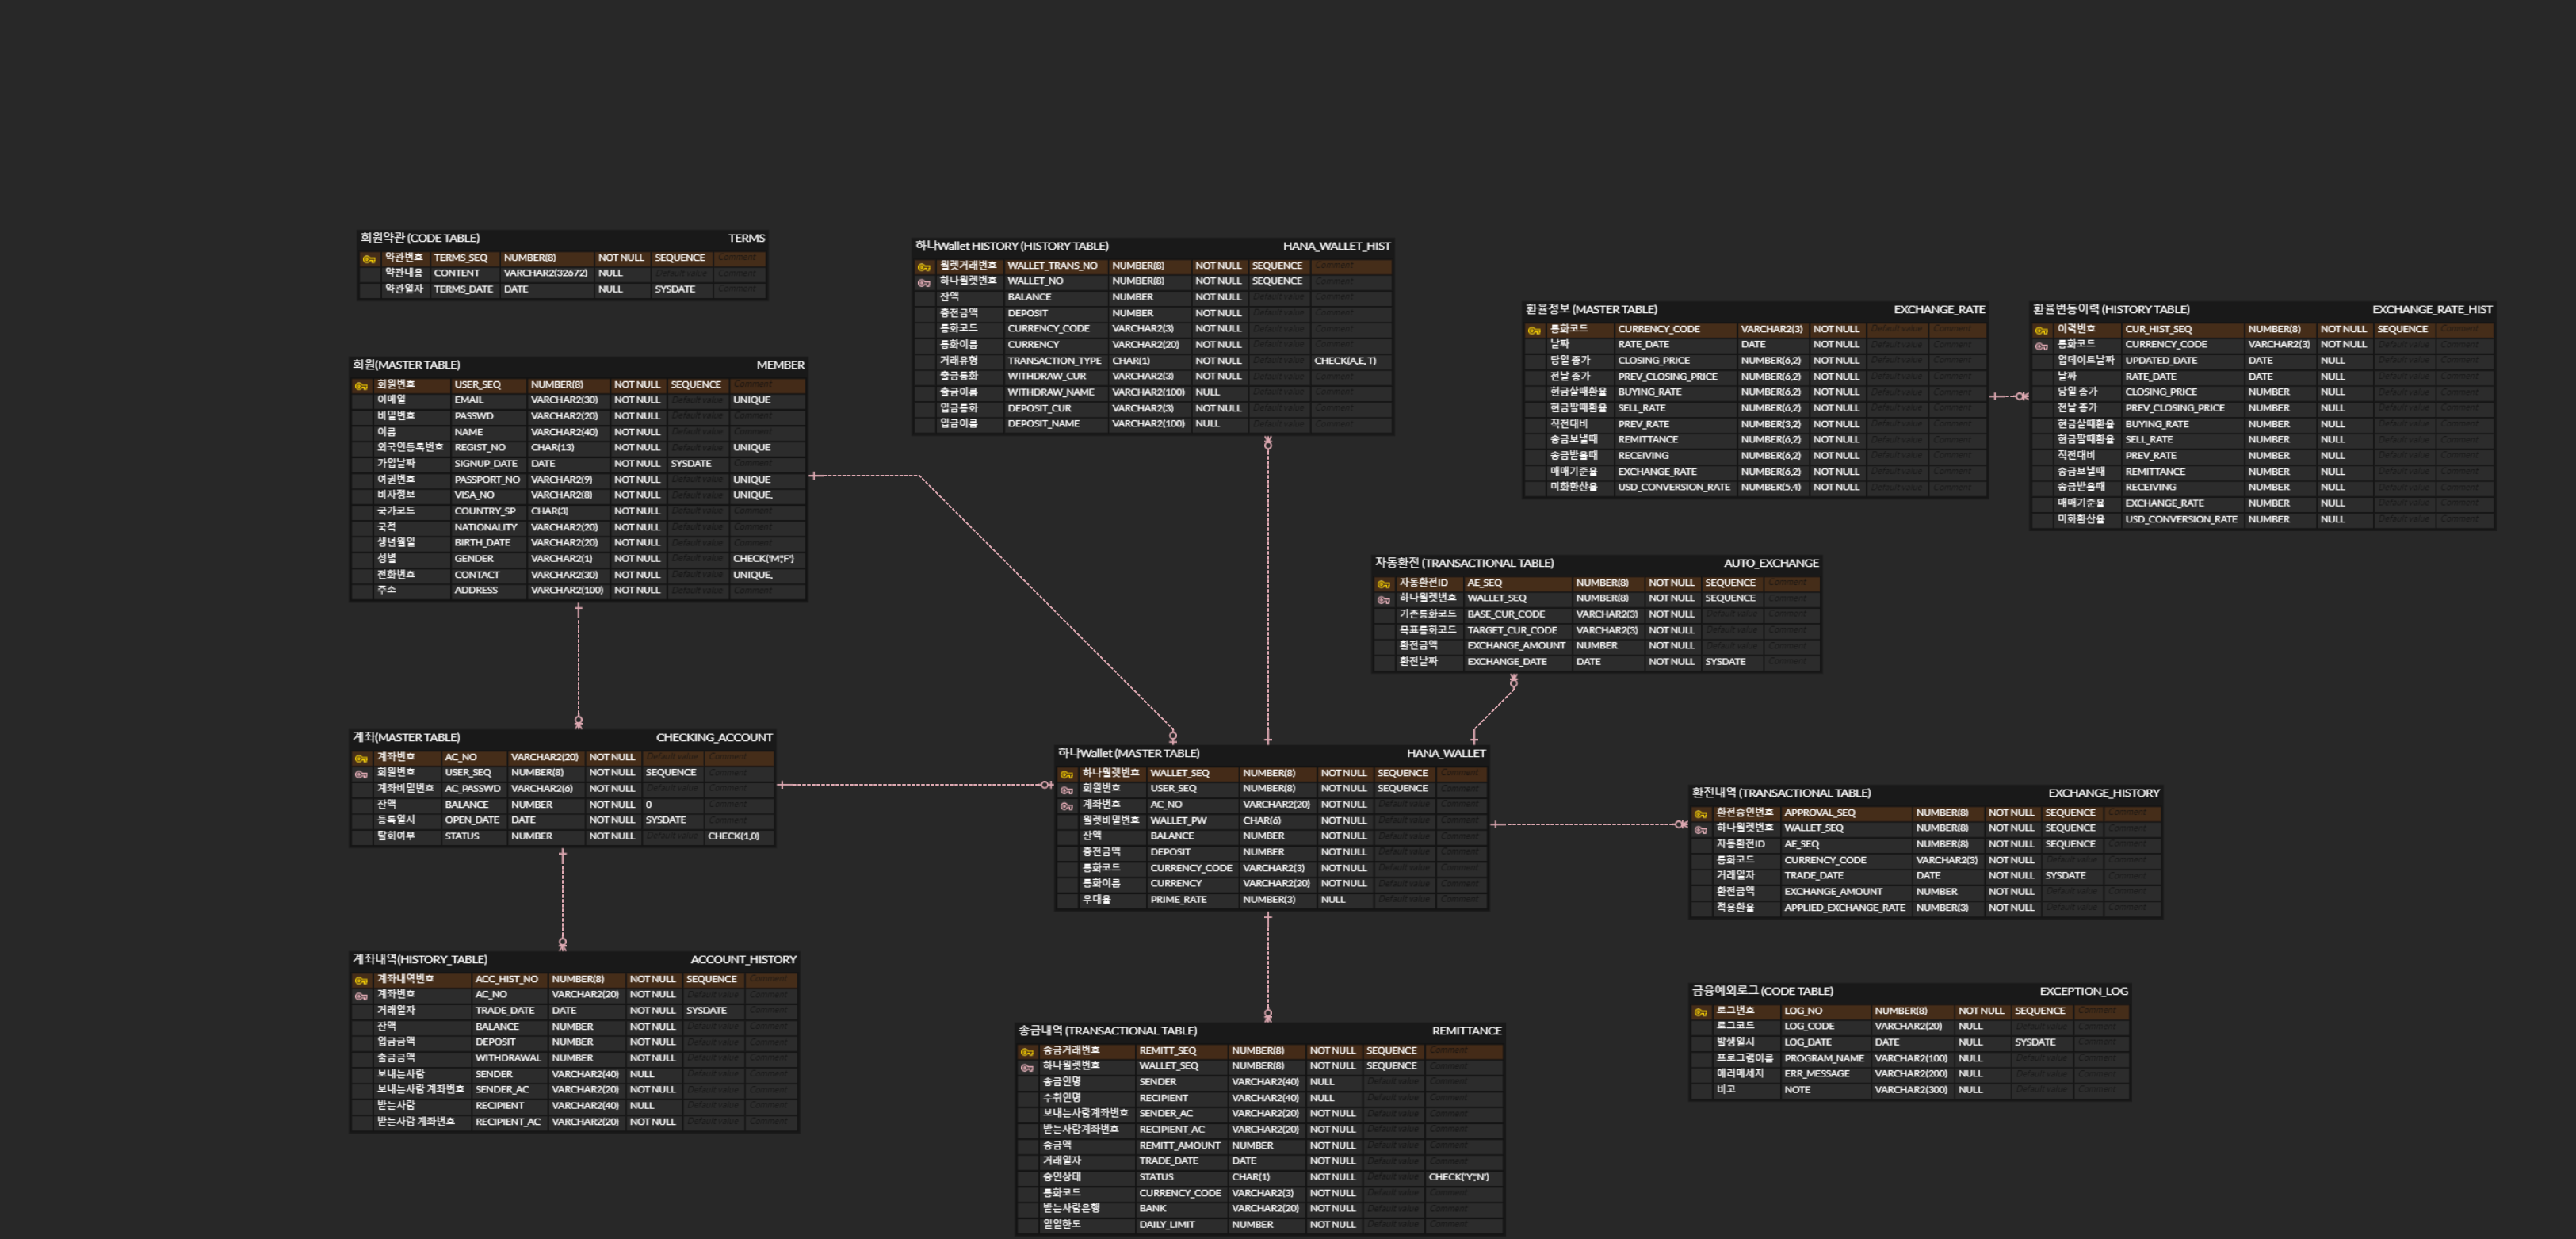 회원약관 (CODE TABLE) TERMS
약관번호 TERMS_SEQ NUMBER(8) NOT NULL SEQUENCE Comment
약관내용 CONTENT VARCHAR2(32672) NULL Default value Comment
약관일자 TERMS_DATE DATE NULL SYSDATE Comment
하나Wallet HISTORY (HISTORY TABLE) HANA_WALLET_HIST
월렛거래번호 WALLET_TRANS_NO NUMBER(8) NOT NULL SEQUENCE Comment
하나월렛번호 WALLET_NO NUMBER(8) NOT NULL SEQUENCE Comment
잔액 BALANCE NUMBER NOT NULL Default value Comment
충전금액 DEPOSIT NUMBER NOT NULL Default value Comment
통화코드 CURRENCY_CODE VARCHAR2(3) NOT NULL Default value Comment
통화이름 CURRENCY VARCHAR2(20) NOT NULL Default value Comment
거래유형 TRANSACTION_TYPE CHAR(1) NOT NULL Default value CHECK(A,E, T)
출금통화 WITHDRAW_CUR VARCHAR2(3) NOT NULL Default value Comment
출금이름 WITHDRAW_NAME VARCHAR2(100) NULL Default value Comment
입금통화 DEPOSIT_CUR VARCHAR2(3) NOT NULL Default value Comment
입금이름 DEPOSIT_NAME VARCHAR2(100) NULL Default value Comment
환율정보 (MASTER TABLE) EXCHANGE_RATE
통화코드 CURRENCY_CODE VARCHAR2(3) NOT NULL Default value Comment
날짜 RATE_DATE DATE NOT NULL Default value Comment
당일 종가 CLOSING_PRICE NUMBER(6,2) NOT NULL Default value Comment
전날 종가 PREV_CLOSING_PRICE NUMBER(6,2) NOT NULL Default value Comment
현금살때환율 BUYING_RATE NUMBER(6,2) NOT NULL Default value Comment
현금팔때환율 SELL_RATE NUMBER(6,2) NOT NULL Default value Comment
직전대비 PREV_RATE NUMBER(3,2) NOT NULL Default value Comment
송금보낼때 REMITTANCE NUMBER(6,2) NOT NULL Default value Comment
송금받을때 RECEIVING NUMBER(6,2) NOT NULL Default value Comment
매매기준율 EXCHANGE_RATE NUMBER(6,2) NOT NULL Default value Comment
미화환산율 USD_CONVERSION_RATE NUMBER(5,4) NOT NULL Default value Comment
환율변동이력 (HISTORY TABLE) EXCHANGE_RATE_HIST
이력번호 CUR_HIST_SEQ NUMBER(8) NOT NULL SEQUENCE Comment
통화코드 CURRENCY_CODE VARCHAR2(3) NOT NULL Default value Comment
업데이트날짜 UPDATED_DATE DATE NULL Default value Comment
날짜 RATE_DATE DATE NULL Default value Comment
당일 종가 CLOSING_PRICE NUMBER NULL Default value Comment
전날 종가 PREV_CLOSING_PRICE NUMBER NULL Default value Comment
현금살때환율 BUYING_RATE NUMBER NULL Default value Comment
현금팔때환율 SELL_RATE NUMBER NULL Default value Comment
직전대비 PREV_RATE NUMBER NULL Default value Comment
송금보낼때 REMITTANCE NUMBER NULL Default value Comment
송금받을때 RECEIVING NUMBER NULL Default value Comment
매매기준율 EXCHANGE_RATE NUMBER NULL Default value Comment
미화환산율 USD_CONVERSION_RATE NUMBER NULL Default value Comment
회원(MASTER TABLE) MEMBER
회원번호 USER_SEQ NUMBER(8) NOT NULL SEQUENCE Comment
이메일 EMAIL VARCHAR2(30) NOT NULL Default value UNIQUE
비밀번호 PASSWD VARCHAR2(20) NOT NULL Default value Comment
이름 NAME VARCHAR2(40) NOT NULL Default value Comment
외국인등록번호 REGIST_NO CHAR(13) NOT NULL Default value UNIQUE
가입날짜 SIGNUP_DATE DATE NOT NULL SYSDATE Comment
여권번호 PASSPORT_NO VARCHAR2(9) NOT NULL Default value UNIQUE
비자정보 VISA_NO VARCHAR2(8) NOT NULL Default value UNIQUE,
국가코드 COUNTRY_SP CHAR(3) NOT NULL Default value Comment
국적 NATIONALITY VARCHAR2(20) NOT NULL Default value Comment
생년월일 BIRTH_DATE VARCHAR2(20) NOT NULL Default value Comment
성별 GENDER VARCHAR2(1) NOT NULL Default value CHECK('M','F')
전화번호 CONTACT VARCHAR2(30) NOT NULL Default value UNIQUE,
주소 ADDRESS VARCHAR2(100) NOT NULL Default value Comment
자동환전 (TRANSACTIONAL TABLE) AUTO_EXCHANGE
자동환전ID AE_SEQ NUMBER(8) NOT NULL SEQUENCE Comment
하나월렛번호 WALLET_SEQ NUMBER(8) NOT NULL SEQUENCE Comment
기존통화코드 BASE_CUR_CODE VARCHAR2(3) NOT NULL Default value Comment
목표통화코드 TARGET_CUR_CODE VARCHAR2(3) NOT NULL Default value Comment
환전금액 EXCHANGE_AMOUNT NUMBER NOT NULL Default value Comment
환전날짜 EXCHANGE_DATE DATE NOT NULL SYSDATE Comment
계좌(MASTER TABLE) CHECKING_ACCOUNT
계좌번호 AC_NO VARCHAR2(20) NOT NULL Default value Comment
회원번호 USER_SEQ NUMBER(8) NOT NULL SEQUENCE Comment
계좌비밀번호 AC_PASSWD VARCHAR2(6) NOT NULL Default value Comment
잔액 BALANCE NUMBER NOT NULL 0 Comment
등록일시 OPEN_DATE DATE NOT NULL SYSDATE Comment
탈회여부 STATUS NUMBER NOT NULL Default value CHECK(1,0)
하나Wallet (MASTER TABLE) HANA_WALLET
하나월렛번호 WALLET_SEQ NUMBER(8) NOT NULL SEQUENCE Comment
회원번호 USER_SEQ NUMBER(8) NOT NULL SEQUENCE Comment
계좌번호 AC_NO VARCHAR2(20) NOT NULL Default value Comment
월렛비밀번호 WALLET_PW CHAR(6) NOT NULL Default value Comment
잔액 BALANCE NUMBER NOT NULL Default value Comment
충전금액 DEPOSIT NUMBER NOT NULL Default value Comment
통화코드 CURRENCY_CODE VARCHAR2(3) NOT NULL Default value Comment
통화이름 CURRENCY VARCHAR2(20) NOT NULL Default value Comment
우대율 PRIME_RATE NUMBER(3) NULL Default value Comment
환전내역 (TRANSACTIONAL TABLE) EXCHANGE_HISTORY
환전승인번호 APPROVAL_SEQ NUMBER(8) NOT NULL SEQUENCE Comment
하나월렛번호 WALLET_SEQ NUMBER(8) NOT NULL SEQUENCE Comment
자동환전ID AE_SEQ NUMBER(8) NOT NULL SEQUENCE Comment
통화코드 CURRENCY_CODE VARCHAR2(3) NOT NULL Default value Comment
거래일자 TRADE_DATE DATE NOT NULL SYSDATE Comment
환전금액 EXCHANGE_AMOUNT NUMBER NOT NULL Default value Comment
적용환율 APPLIED_EXCHANGE_RATE NUMBER(3) NOT NULL Default value Comment
계좌내역(HISTORY_TABLE) ACCOUNT_HISTORY
계좌내역번호 ACC_HIST_NO NUMBER(8) NOT NULL SEQUENCE Comment
계좌번호 AC_NO VARCHAR2(20) NOT NULL Default value Comment
거래일자 TRADE_DATE DATE NOT NULL SYSDATE Comment
잔액 BALANCE NUMBER NOT NULL Default value Comment
입금금액 DEPOSIT NUMBER NOT NULL Default value Comment
출금금액 WITHDRAWAL NUMBER NOT NULL Default value Comment
보내는사람 SENDER VARCHAR2(40) NULL Default value Comment
보내는사람 계좌번호 SENDER_AC VARCHAR2(20) NOT NULL Default value Comment
받는사람 RECIPIENT VARCHAR2(40) NULL Default value Comment
받는사람 계좌번호 RECIPIENT_AC VARCHAR2(20) NOT NULL Default value Comment
송금내역 (TRANSACTIONAL TABLE) REMITTANCE
송금거래번호 REMITT_SEQ NUMBER(8) NOT NULL SEQUENCE Comment
하나월렛번호 WALLET_SEQ NUMBER(8) NOT NULL SEQUENCE Comment
송금인명 SENDER VARCHAR2(40) NULL Default value Comment
수취인명 RECIPIENT VARCHAR2(40) NULL Default value Comment
보내는사람계좌번호 SENDER_AC VARCHAR2(20) NOT NULL Default value Comment
받는사람계좌번호 RECIPIENT_AC VARCHAR2(20) NOT NULL Default value Comment
송금액 REMITT_AMOUNT NUMBER NOT NULL Default value Comment
거래일자 TRADE_DATE DATE NOT NULL Default value Comment
승인상태 STATUS CHAR(1) NOT NULL Default value CHECK('Y','N')
통화코드 CURRENCY_CODE VARCHAR2(3) NOT NULL Default value Comment
받는사람은행 BANK VARCHAR2(20) NOT NULL Default value Comment
일일한도 DAILY_LIMIT NUMBER NOT NULL Default value Comment
금융예외로그 (CODE TABLE) EXCEPTION_LOG
로그번호 LOG_NO NUMBER(8) NOT NULL SEQUENCE Comment
로그코드 LOG_CODE VARCHAR2(20) NULL Default value Comment
발생일시 LOG_DATE DATE NULL SYSDATE Comment
프로그램이름 PROGRAM_NAME VARCHAR2(100) NULL Default value Comment
에러메세지 ERR_MESSAGE VARCHAR2(200) NULL Default value Comment
비고 NOTE VARCHAR2(300) NULL Default value Comment